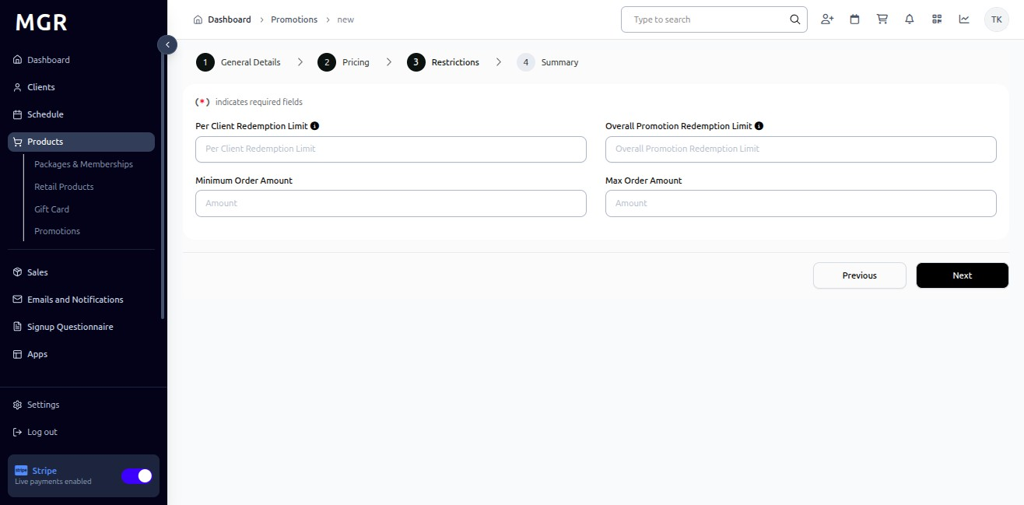 MGR
Dashboard
Clients
Schedule
Products
Packages & Memberships
Retail Products
Gift Card
Promotions
Sales
Emails and Notifications
Signup Questionnaire
Apps
Settings
Log out
Stripe
Live payments enabled
Dashboard > Promotions > new
Type to search
TK
1 General Details > 2 Pricing > 3 Restrictions > 4 Summary
(*) indicates required fields
Per Client Redemption Limit
Per Client Redemption Limit
Overall Promotion Redemption Limit
Overall Promotion Redemption Limit
Minimum Order Amount
Amount
Max Order Amount
Amount
Previous
Next